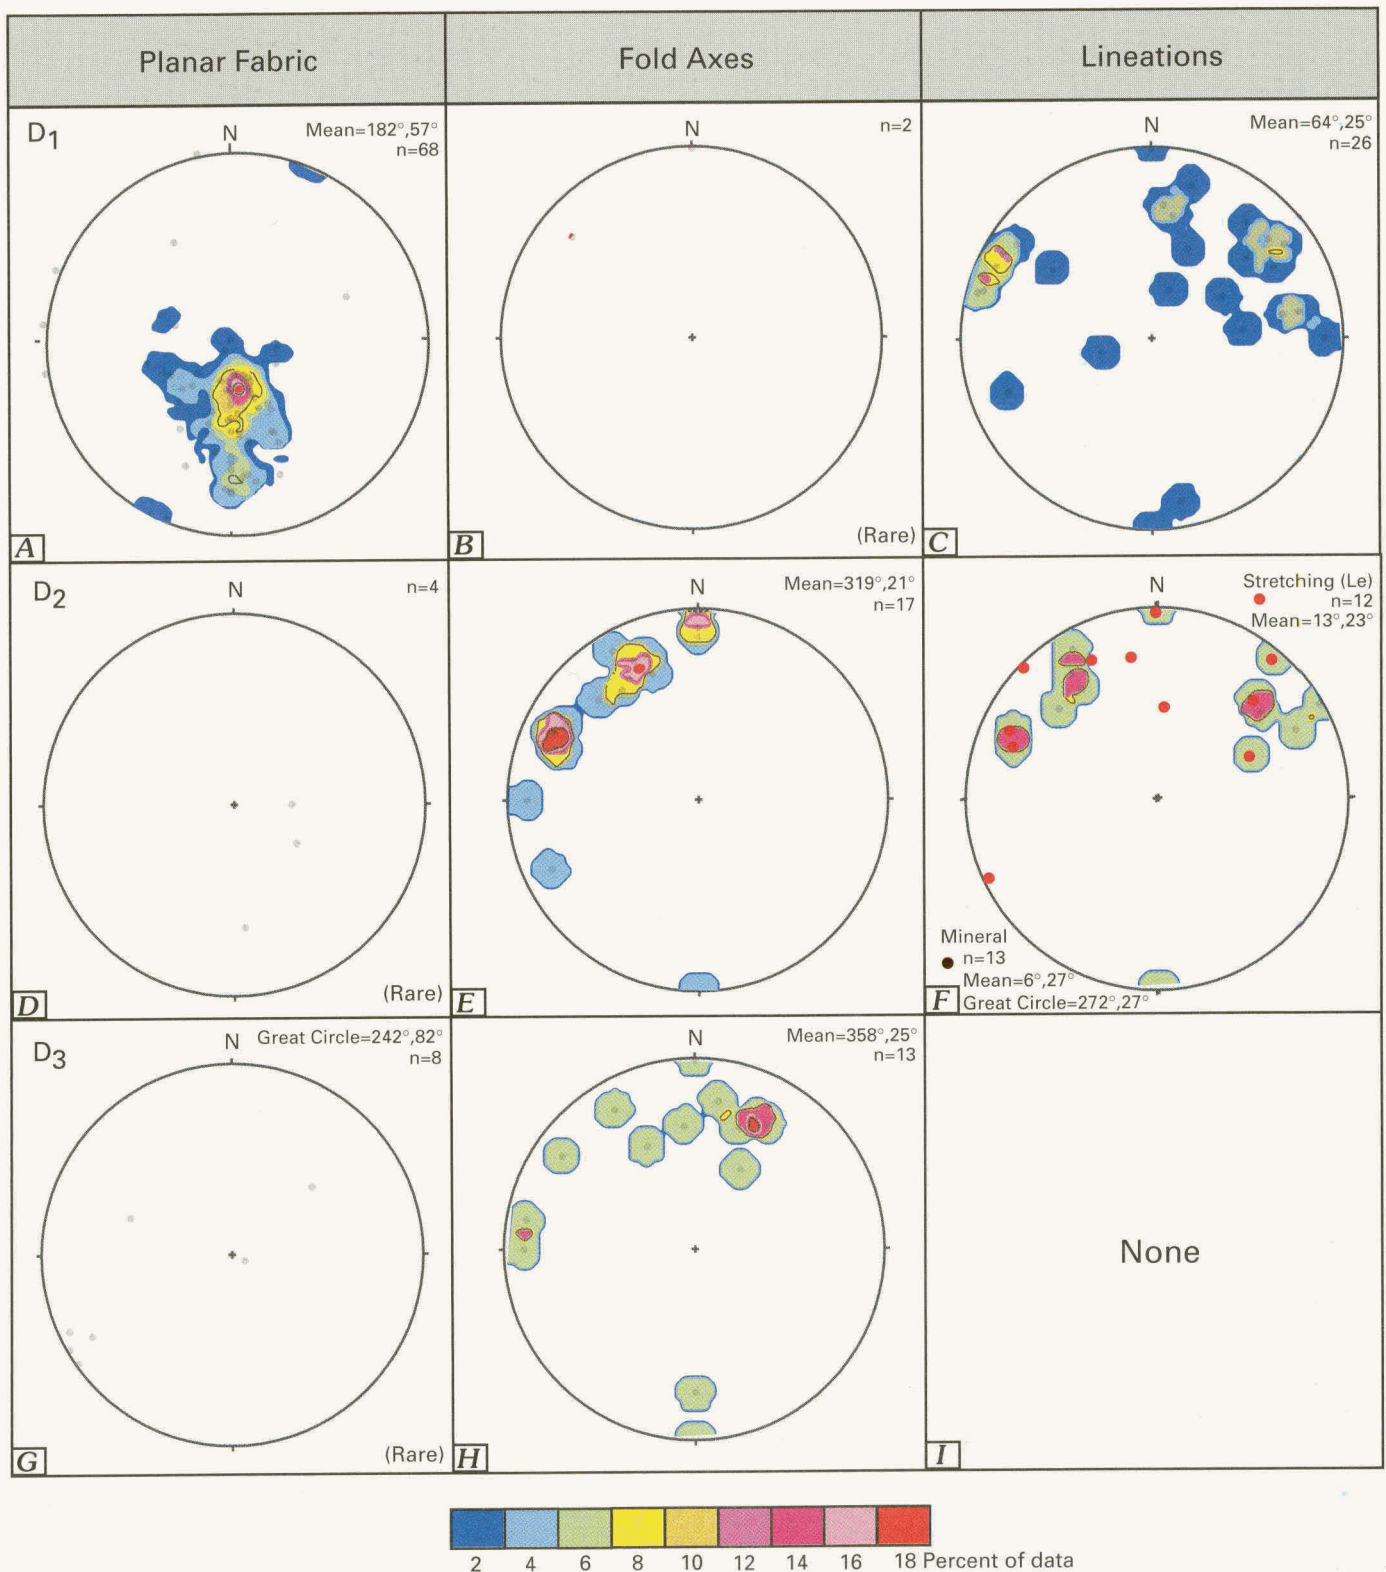 Planar Fabric
Fold Axes
Lineations
D1
N
Mean=182°,57°
n=68
A
N
n=2
(Rare)
B
N
Mean=64°,25°
n=26
C
D2
N
n=4
(Rare)
D
N
Mean=319°,21°
n=17
E
N
Stretching (Le)
n=12
Mean=13°,23°
Mineral
n=13
Mean=6°,27°
Great Circle=272°,27°
F
D3
N
Great Circle=242°,82°
n=8
(Rare)
G
N
Mean=358°,25°
n=13
H
None
I
2 4 6 8 10 12 14 16 18 Percent of data